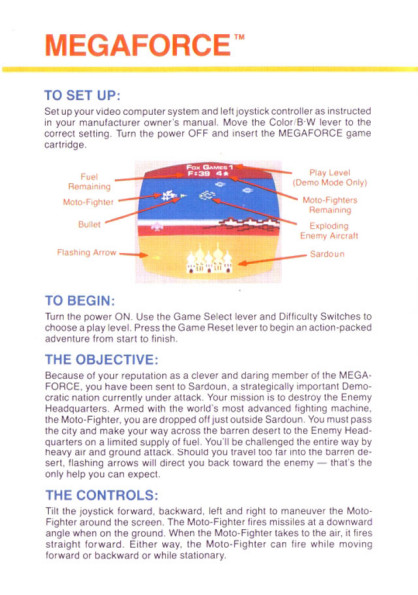 MEGAFORCE™
TO SET UP:
Set up your video computer system and left joystick controller as instructed
in your manufacturer owner's manual. Move the Color/B·W lever to the
correct setting. Turn the power OFF and insert the MEGAFORCE game
cartridge.
Fuel
Remaining
Moto-Fighter
Bullet
Flashing Arrow
FOX GAMES 1
F:39 4
Play Level
(Demo Mode Only)
Moto-Fighters
Remaining
Exploding
Enemy Aircraft
Sardoun
TO BEGIN:
Turn the power ON. Use the Game Select lever and Difficulty Switches to
choose a play level. Press the Game Reset lever to begin an action-packed
adventure from start to finish.
THE OBJECTIVE:
Because of your reputation as a clever and daring member of the MEGA-
FORCE, you have been sent to Sardoun, a strategically important Demo-
cratic nation currently under attack. Your mission is to destroy the Enemy
Headquarters. Armed with the world's most advanced fighting machine,
the Moto-Fighter, you are dropped off just outside Sardoun. You must pass
the city and make your way across the barren desert to the Enemy Head-
quarters on a limited supply of fuel. You'll be challenged the entire way by
heavy air and ground attack. Should you travel too far into the barren de-
sert, flashing arrows will direct you back toward the enemy — that's the
only help you can expect.
THE CONTROLS:
Tilt the joystick forward, backward, left and right to maneuver the Moto-
Fighter around the screen. The Moto-Fighter fires missiles at a downward
angle when on the ground. When the Moto-Fighter takes to the air, it fires
straight forward. Either way, the Moto-Fighter can fire while moving
forward or backward or while stationary.